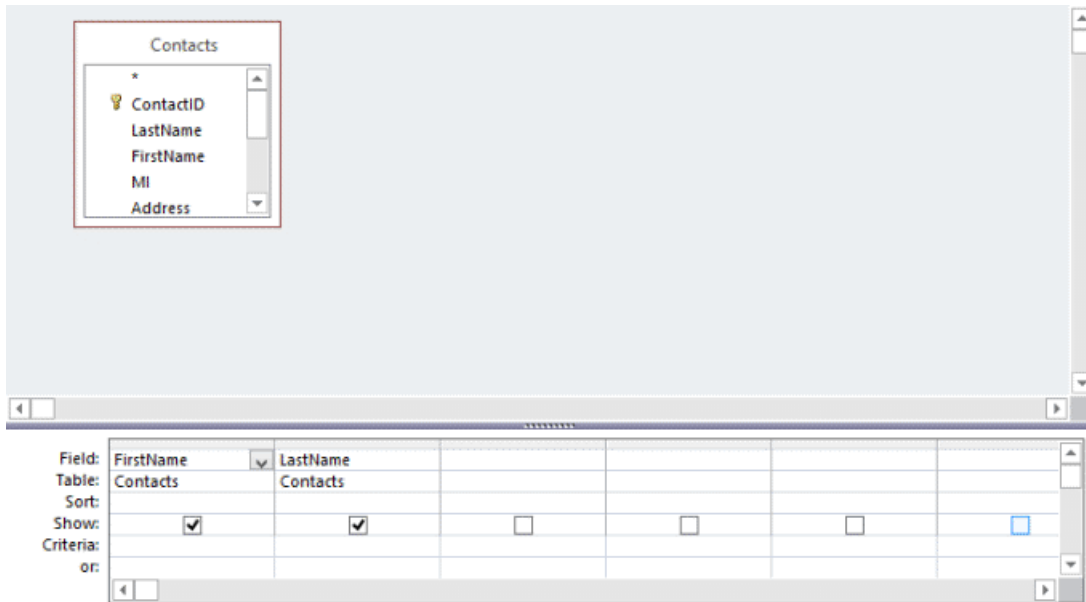 Contacts
*
ContactID
LastName
FirstName
MI
Address
Field: FirstName LastName
Table: Contacts Contacts
Sort:
Show:
Criteria:
or: